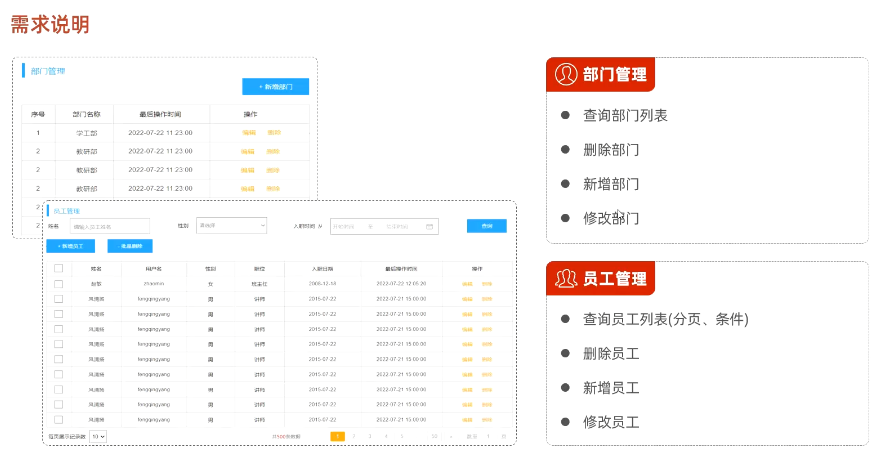 需求说明
部门管理
+ 新增部门
序号 部门名称 最后操作时间 操作
1 学工部 2022-07-22 11:23:00 编辑 删除
2 教研部 2022-07-22 11:23:00 编辑 删除
2 教研部 2022-07-22 11:23:00 编辑 删除
2 教研部 2022-07-22 11:23:00 编辑 删除
2
2
员工管理
姓名 请输入员工姓名 性别 请选择 入职时间 开始时间 至 结束时间 查询
+ 新增员工 批量删除
姓名 用户名 性别 职位 入职日期 最后操作时间 操作
女 班主任 2008-12-18 2022-07-22 12:05:20 编辑 删除
风清扬 fengqingyang 男 讲师 2015-07-22 2022-07-21 15:00:00 编辑 删除
风清扬 fengqingyang 男 讲师 2015-07-22 2022-07-21 15:00:00 编辑 删除
风清扬 fengqingyang 男 讲师 2015-07-22 2022-07-21 15:00:00 编辑 删除
风清扬 fengqingyang 男 讲师 2015-07-22 2022-07-21 15:00:00 编辑 删除
风清扬 fengqingyang 男 讲师 2015-07-22 2022-07-21 15:00:00 编辑 删除
风清扬 fengqingyang 男 讲师 2015-07-22 2022-07-21 15:00:00 编辑 删除
风清扬 fengqingyang 男 讲师 2015-07-22 2022-07-21 15:00:00 编辑 删除
风清扬 fengqingyang 男 讲师 2015-07-22 2022-07-21 15:00:00 编辑 删除
风清扬 fengqingyang 男 讲师 2015-07-22 2022-07-21 15:00:00 编辑 删除
每页展示记录数 10 1 2 3 4
部门管理
查询部门列表
删除部门
新增部门
修改部门
员工管理
查询员工列表(分页、条件)
删除员工
新增员工
修改员工